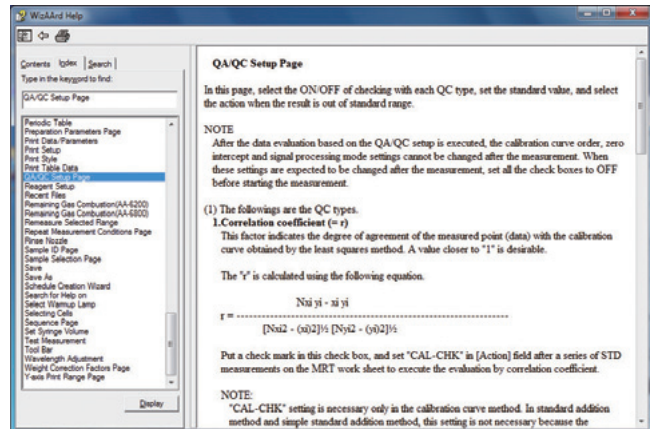 WizAArd Help
Contents
Index
Search
Type in the keyword to find:
QA/QC Setup Page
Periodic Table
Preparation Parameters Page
Print Data/Parameters
Print Setup
Print Style
Print Table Data
QA/QC Setup Page
Reagent Setup
Recent Files
Remaining Gas Combustion(AA-6200)
Remaining Gas Combustion(AA-6800)
Remeasure Selected Range
Repeat Measurement Conditions Page
Rinse Nozzle
Sample ID Page
Sample Selection Page
Save
Save As
Schedule Creation Wizard
Search for Help on
Select Warmup Lamp
Selecting Cells
Sequence Page
Set Syringe Volume
Test Measurement
Tool Bar
Wavelength Adjustment
Weight Correction Factors Page
Y-axis Print Range Page
Display
QA/QC Setup Page
In this page, select the ON/OFF of checking with each QC type, set the standard value, and select
the action when the result is out of standard range.
NOTE
After the data evaluation based on the QA/QC setup is executed, the calibration curve order, zero
intercept and signal processing mode settings cannot be changed after the measurement. When
these settings are expected to be changed after the measurement, set all the check boxes to OFF
before starting the measurement.
(1) The followings are the QC types.
1.Correlation coefficient (= r)
This factor indicates the degree of agreement of the measured point (data) with the calibration
curve obtained by the least squares method. A value closer to "1" is desirable.
The "r" is calculated using the following equation.
Nxi yi - xi yi
r = ----------------------------------------------------------------
[Nxi2 - (xi)2]½ [Nyi2 - (yi)2]½
Put a check mark in this check box, and set "CAL-CHK" in [Action] field after a series of STD
measurements on the MRT work sheet to execute the evaluation by correlation coefficient.
NOTE:
"CAL-CHK" setting is necessary only in the calibration curve method. In standard addition
method and simple standard addition method, this setting is not necessary because the